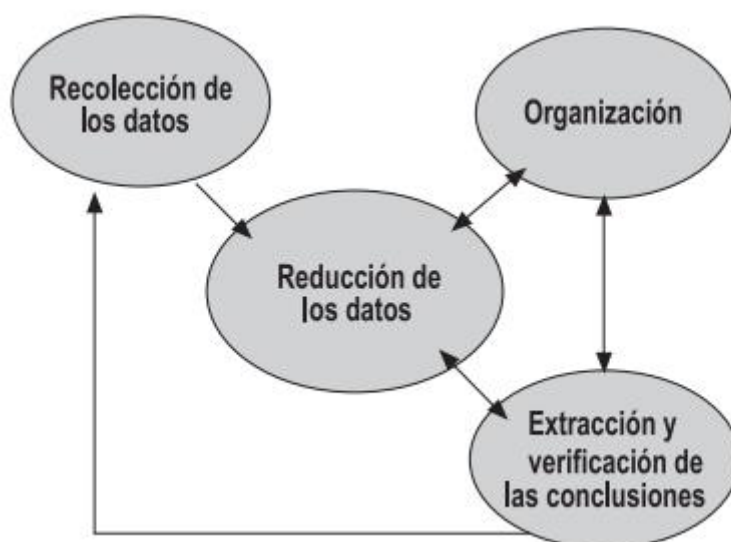 Recolección de
los datos
Organización
Reducción de
los datos
Extracción y
verificación de
las conclusiones